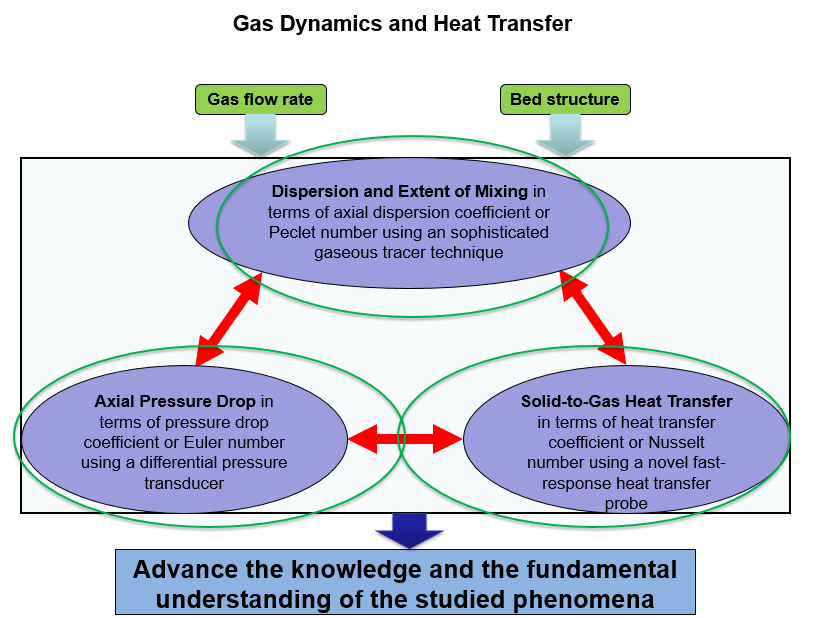 Gas Dynamics and Heat Transfer
Gas flow rate
Bed structure
Dispersion and Extent of Mixing in
terms of axial dispersion coefficient or
Peclet number using an sophisticated
gaseous tracer technique
Axial Pressure Drop in
terms of pressure drop
coefficient or Euler number
using a differential pressure
transducer
Solid-to-Gas Heat Transfer
in terms of heat transfer
coefficient or Nusselt
number using a novel fast-
response heat transfer
probe
Advance the knowledge and the fundamental
understanding of the studied phenomena